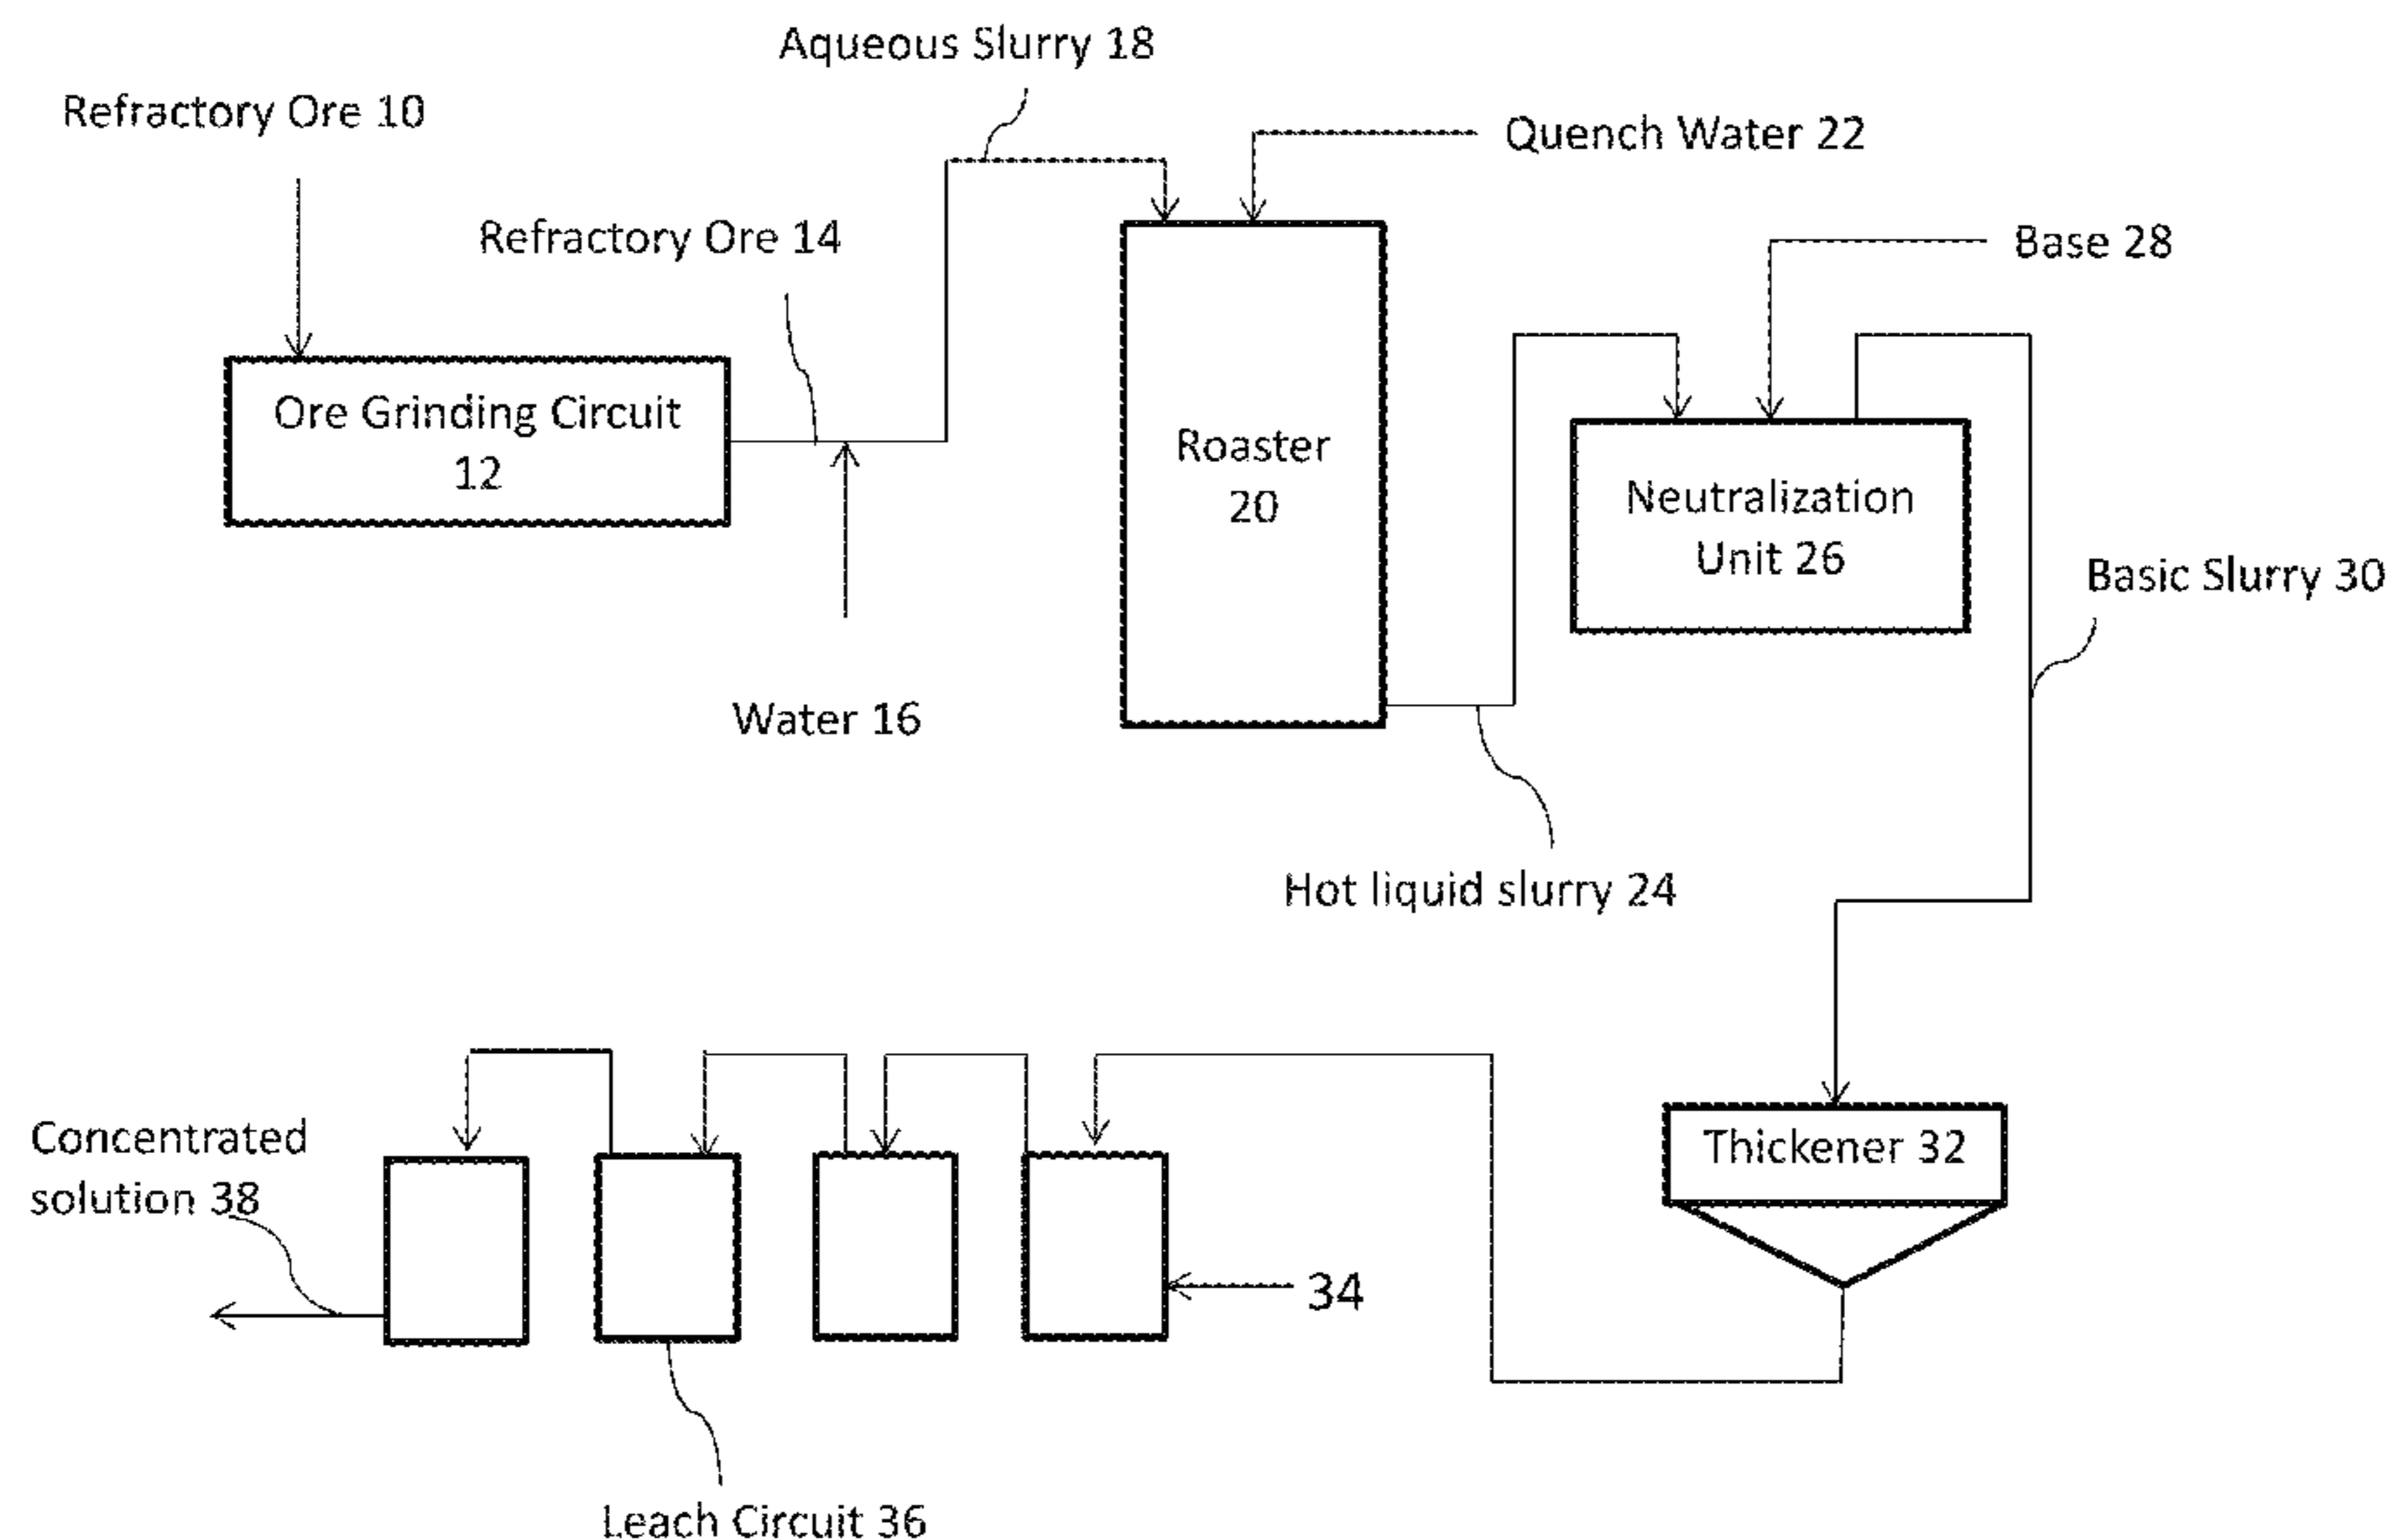 Aqueous Slurry 18
Refractory Ore 10
Quench Water 22
Refractory Ore 14
Base 28
Ore Grinding Circuit
12
Roaster
20
Neutralization
Unit 26
Basic Slurry 30
Water 16
Hot liquid slurry 24
Concentrated
solution 38
Thickener 32
34
Leach Circuit 36